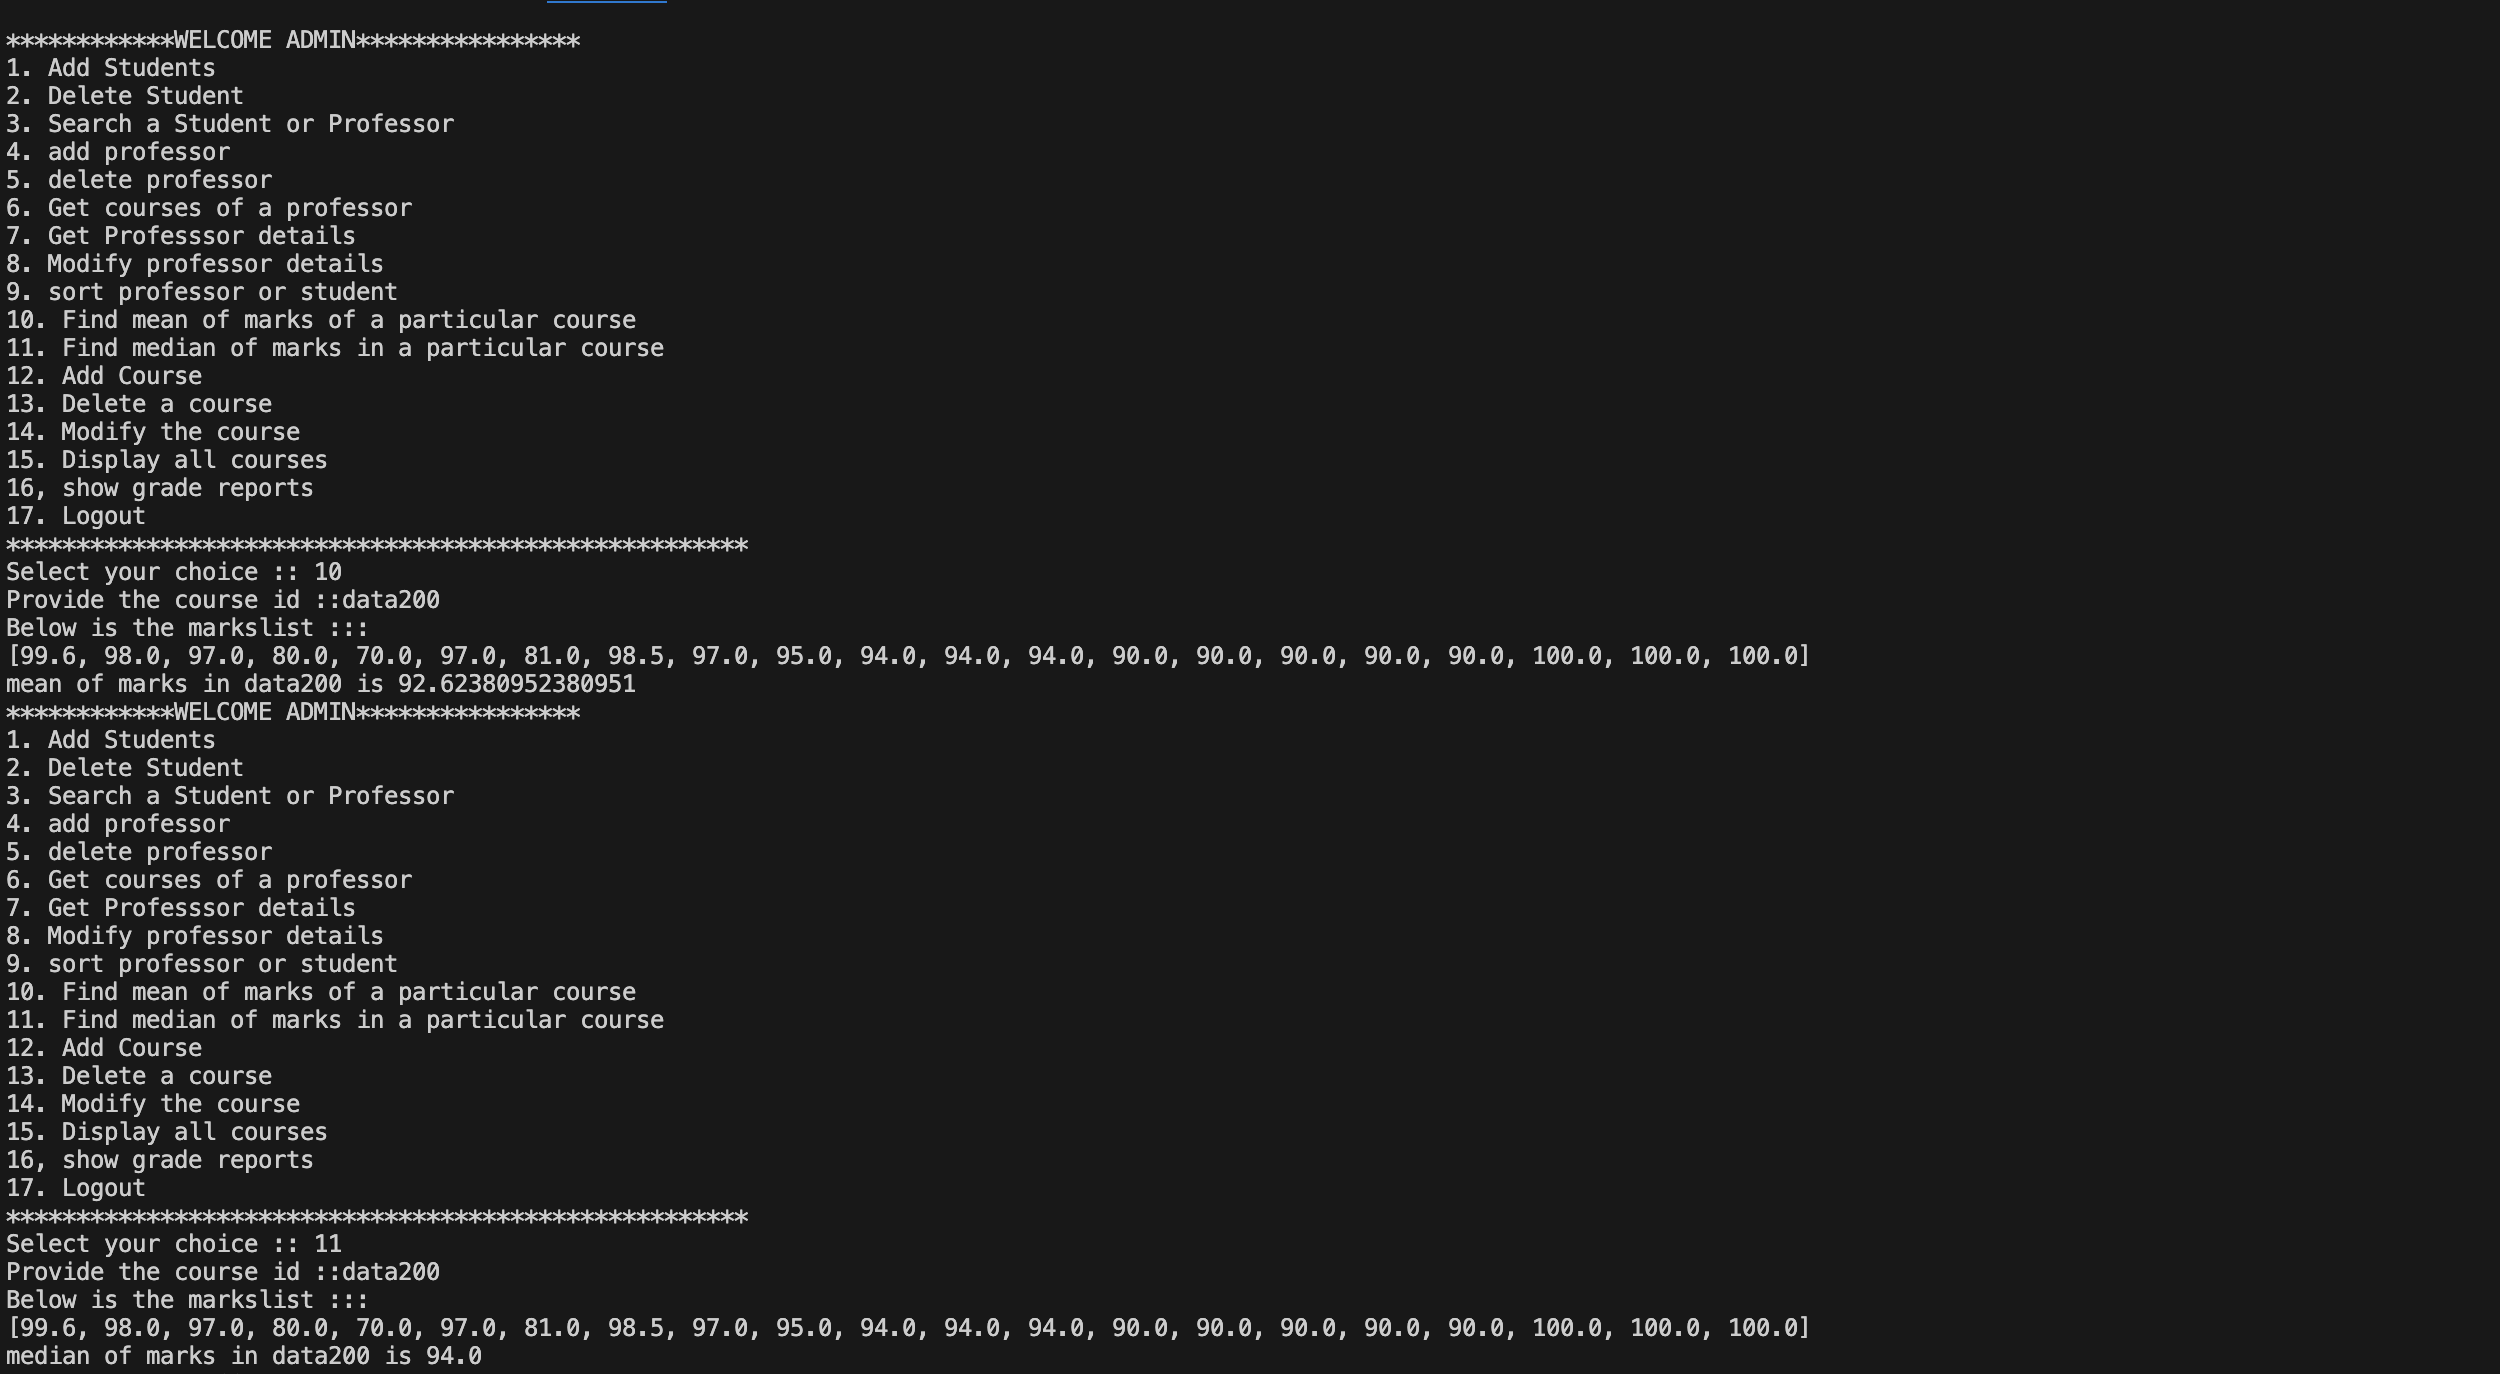 ************WELCOME ADMIN****************
1. Add Students
2. Delete Student
3. Search a Student or Professor
4. add professor
5. delete professor
6. Get courses of a professor
7. Get Professsor details
8. Modify professor details
9. sort professor or student
10. Find mean of marks of a particular course
11. Find median of marks in a particular course
12. Add Course
13. Delete a course
14. Modify the course
15. Display all courses
16, show grade reports
17. Logout
*****************************************************
Select your choice :: 10
Provide the course id ::data200
Below is the markslist :::
[99.6, 98.0, 97.0, 80.0, 70.0, 97.0, 81.0, 98.5, 97.0, 95.0, 94.0, 94.0, 94.0, 90.0, 90.0, 90.0, 90.0, 90.0, 100.0, 100.0, 100.0]
mean of marks in data200 is 92.62380952380951
************WELCOME ADMIN****************
1. Add Students
2. Delete Student
3. Search a Student or Professor
4. add professor
5. delete professor
6. Get courses of a professor
7. Get Professsor details
8. Modify professor details
9. sort professor or student
10. Find mean of marks of a particular course
11. Find median of marks in a particular course
12. Add Course
13. Delete a course
14. Modify the course
15. Display all courses
16, show grade reports
17. Logout
*****************************************************
Select your choice :: 11
Provide the course id ::data200
Below is the markslist :::
[99.6, 98.0, 97.0, 80.0, 70.0, 97.0, 81.0, 98.5, 97.0, 95.0, 94.0, 94.0, 94.0, 90.0, 90.0, 90.0, 90.0, 90.0, 100.0, 100.0, 100.0]
median of marks in data200 is 94.0